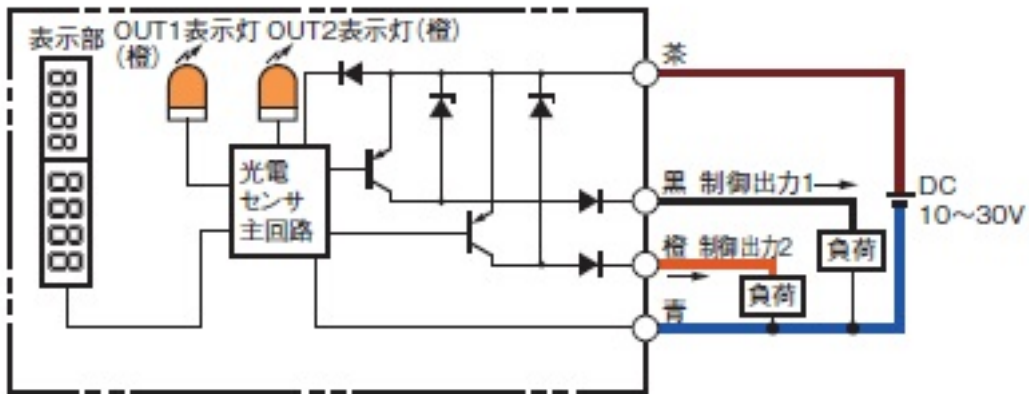 表示部
OUT1表示灯
(橙)
OUT2表示灯(橙)
茶
光電
センサ
主回路
黒 制御出力1
DC
10～30V
負荷
橙 制御出力2
負荷
青